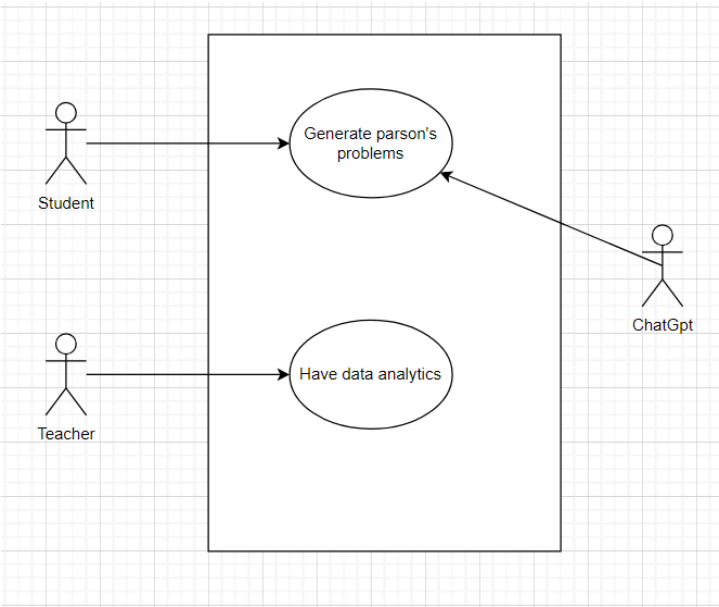 Generate parson's
problems
Student
ChatGpt
Have data analytics
Teacher